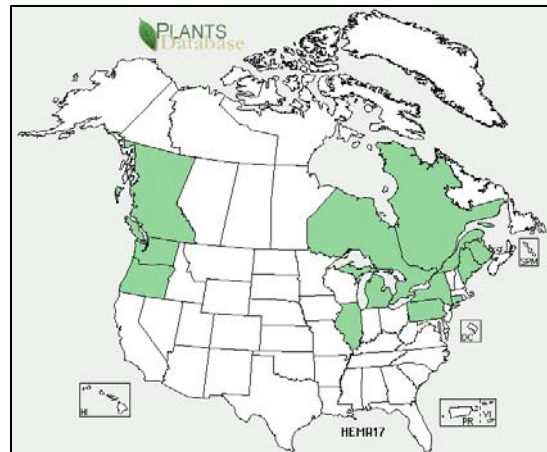 PLANTS
Database
SPM
DC
HI
PR
VI
HEMA17